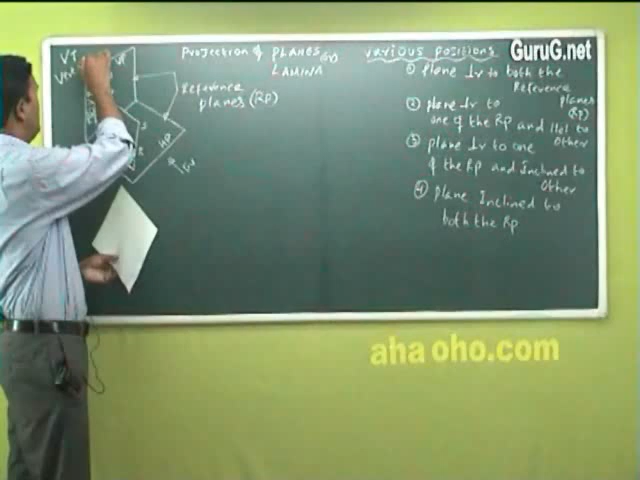 Projection of PLANES (or)
LAMINA
Reference
planes (RP)
VP
HP
VT
various positions
GuruG.net
① plane ⊥r to both the
Reference
planes
(RP)
② plane ⊥r to
one of the RP and ||el to
Other
③ plane ⊥r to one
of the RP and Inclined to
Other
④ plane Inclined to
both the Rp
aha oho.com